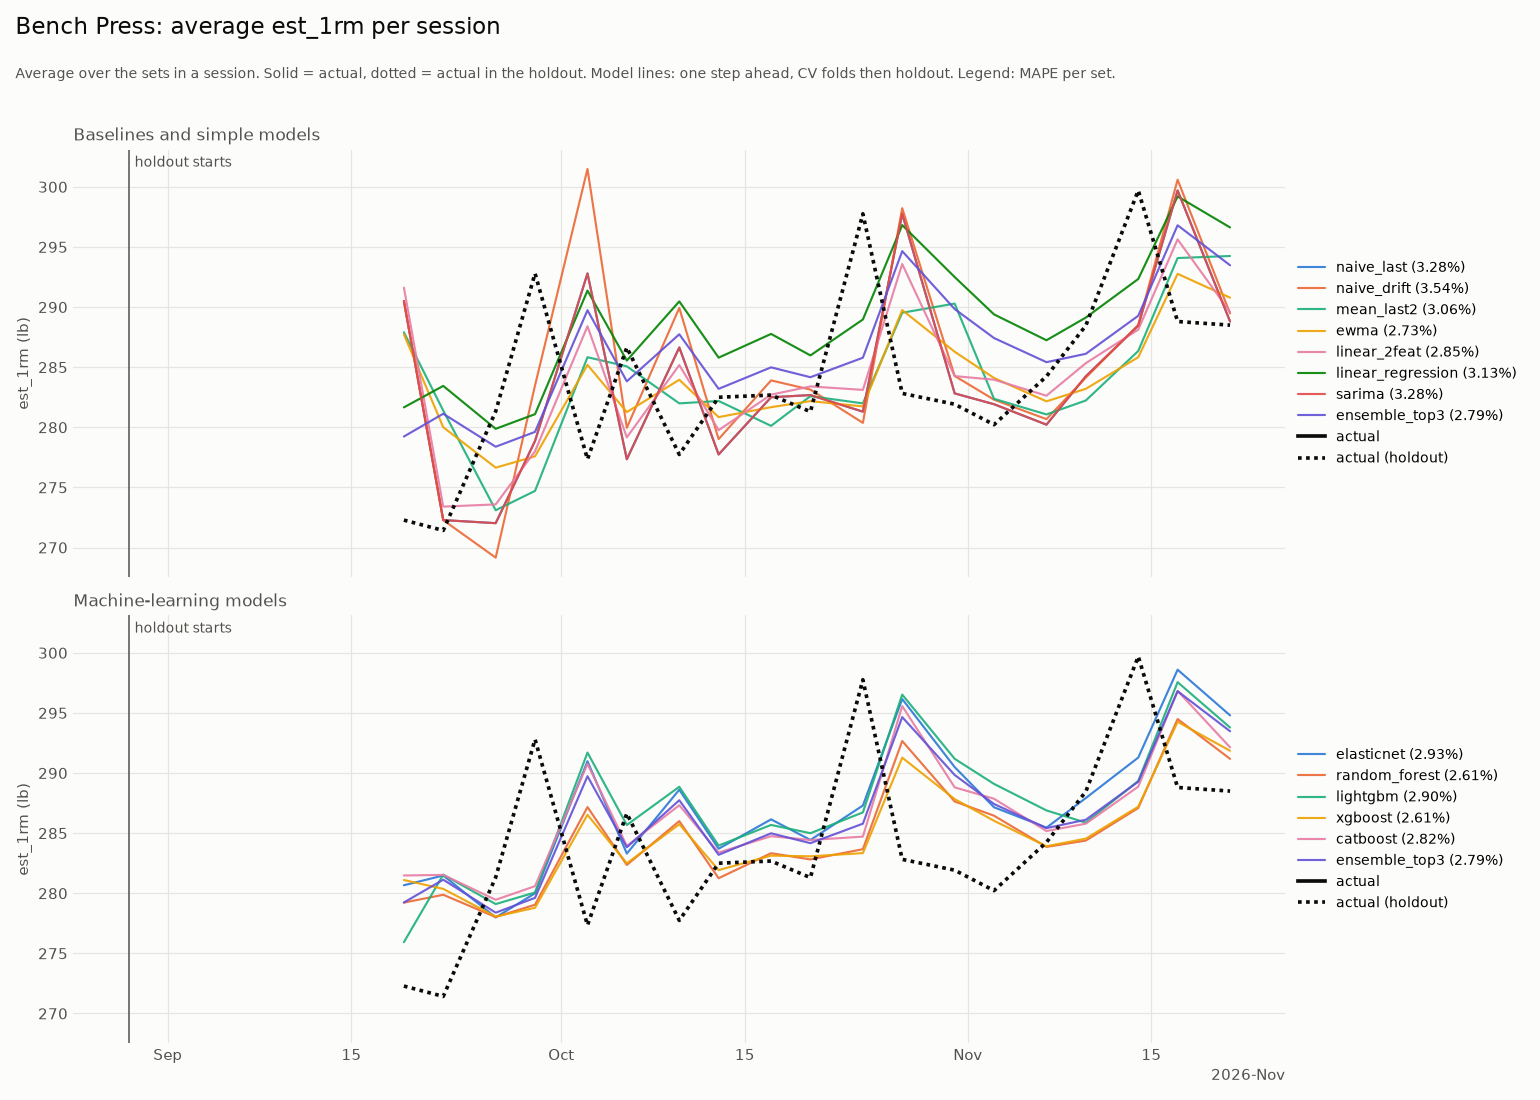 Bench Press: average est_1rm per session
Average over the sets in a session. Solid = actual, dotted = actual in the holdout. Model lines: one step ahead, CV folds then holdout. Legend: MAPE per set.
Baselines and simple models
holdout starts
300
295
290
285
280
275
270
est_1rm (lb)
naive_last (3.28%)
naive_drift (3.54%)
mean_last2 (3.06%)
ewma (2.73%)
linear_2feat (2.85%)
linear_regression (3.13%)
sarima (3.28%)
ensemble_top3 (2.79%)
actual
actual (holdout)
Machine-learning models
holdout starts
300
295
290
285
280
275
270
est_1rm (lb)
elasticnet (2.93%)
random_forest (2.61%)
lightgbm (2.90%)
xgboost (2.61%)
catboost (2.82%)
ensemble_top3 (2.79%)
actual
actual (holdout)
Sep 15 Oct 15 Nov 15
2026-Nov